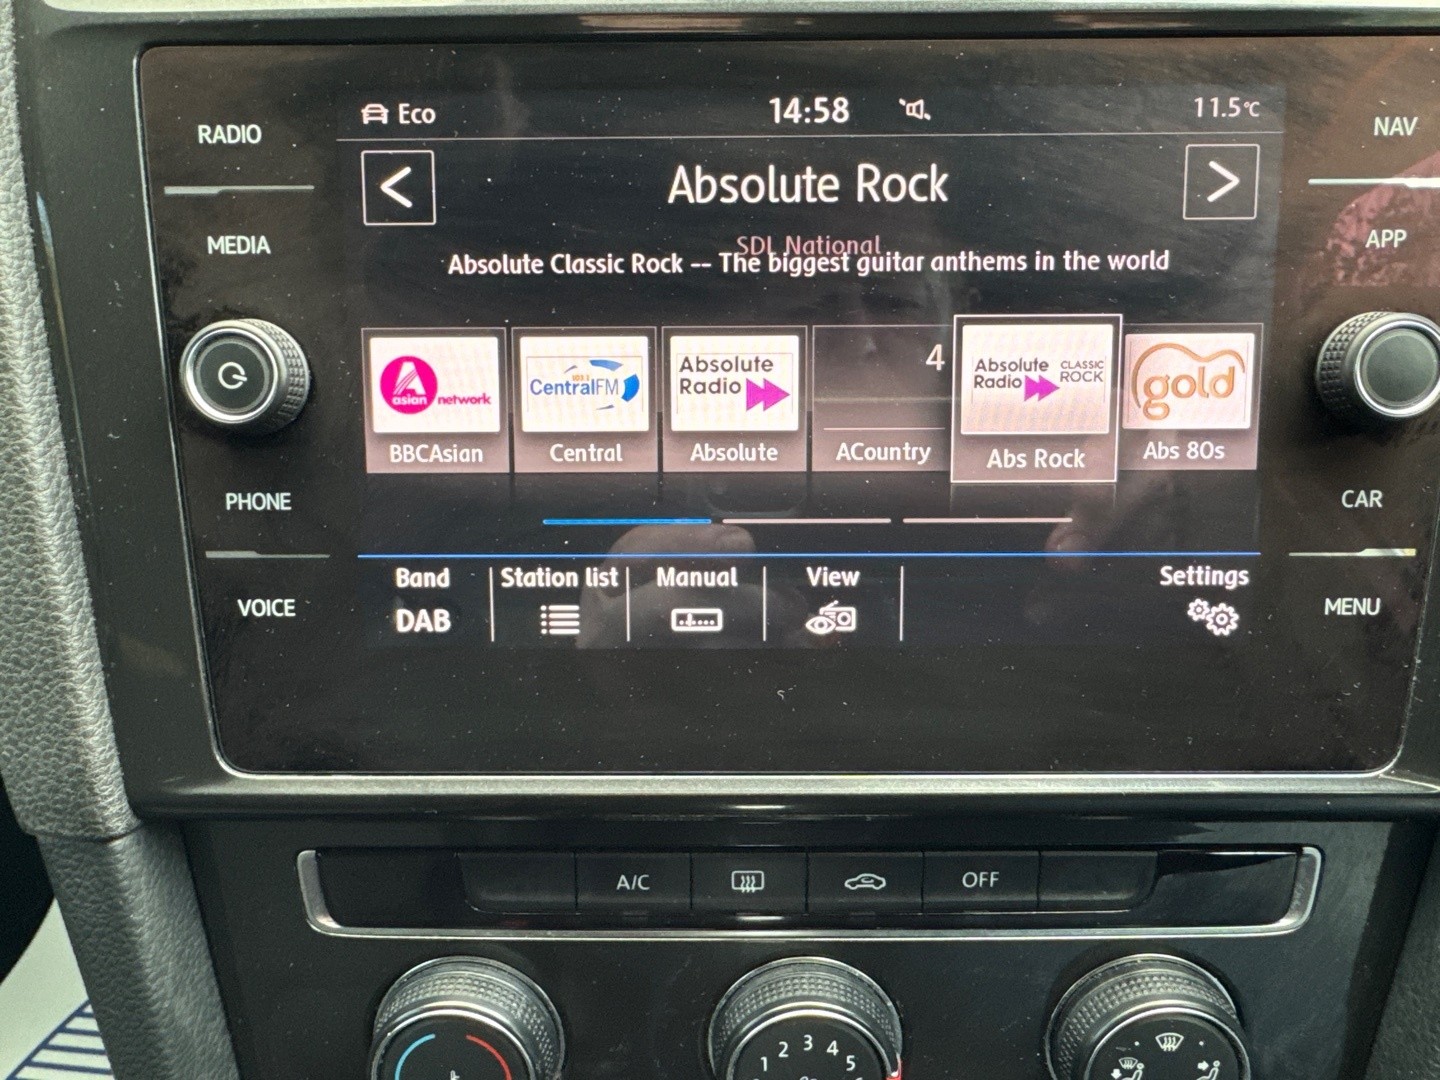 RADIO
MEDIA
PHONE
VOICE
Eco
14:58
11.5°C
Absolute Rock
SDL National
Absolute Classic Rock -- The biggest guitar anthems in the world
asian network
BBCAsian
103.1
CentralFM
Central
Absolute
Radio
Absolute
4
ACountry
Absolute
Radio
CLASSIC
ROCK
Abs Rock
gold
Abs 80s
Band
DAB
Station list
Manual
View
Settings
NAV
APP
CAR
MENU
A/C
OFF
1 2 3 4 5